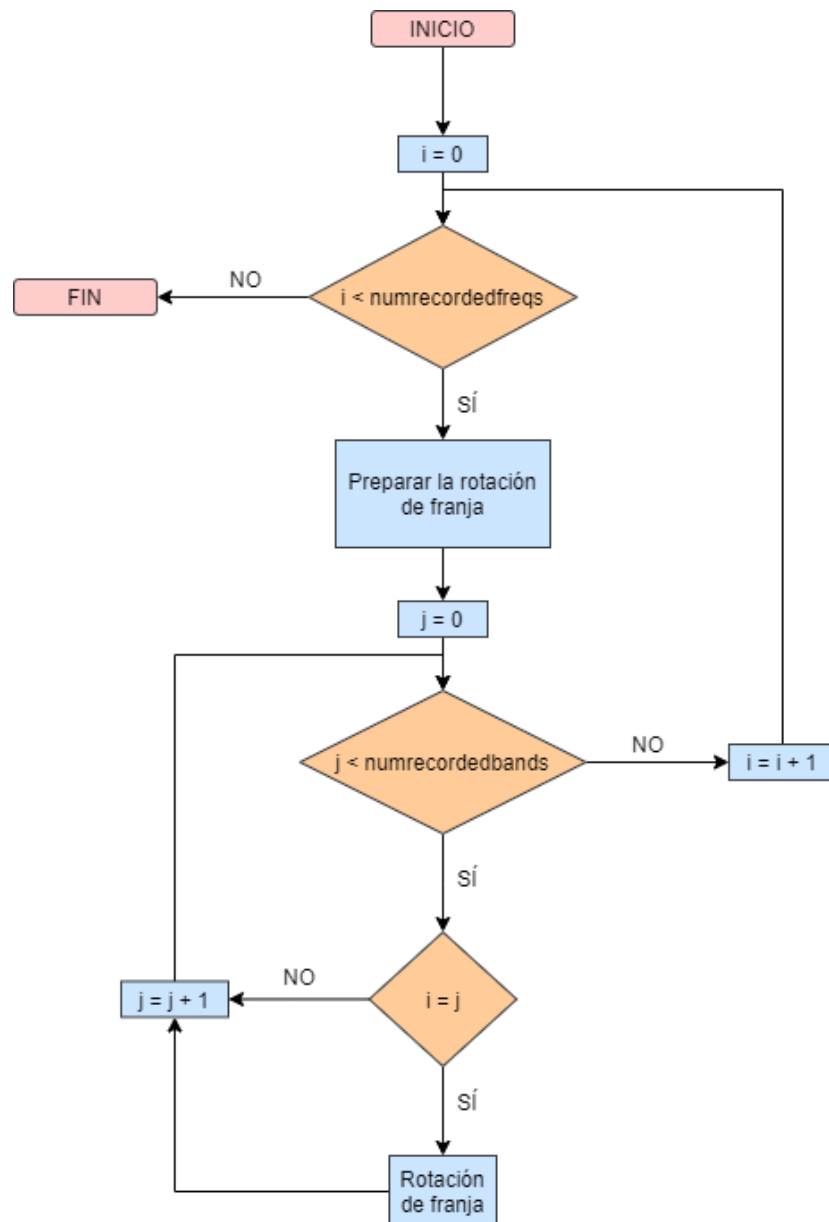 INICIO
i = 0
i < numrecordedfreqs
NO
FIN
SÍ
Preparar la rotación
de franja
j = 0
j < numrecordedbands
NO
i = i + 1
SÍ
i = j
NO
j = j + 1
SÍ
Rotación
de franja